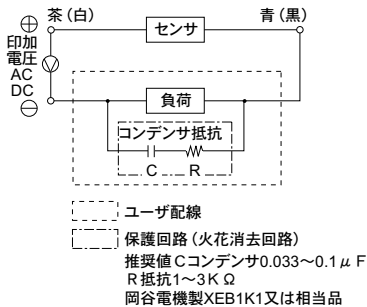 茶（白）
青（黒）
⊕
センサ
印加
電圧
AC
DC
V
⊖
負荷
コンデンサ抵抗
C R
ユーザ配線
保護回路（火花消去回路）
推奨値Cコンデンサ0.033～0.1μF
R抵抗1～3KΩ
岡谷電機製XEB1K1又は相当品